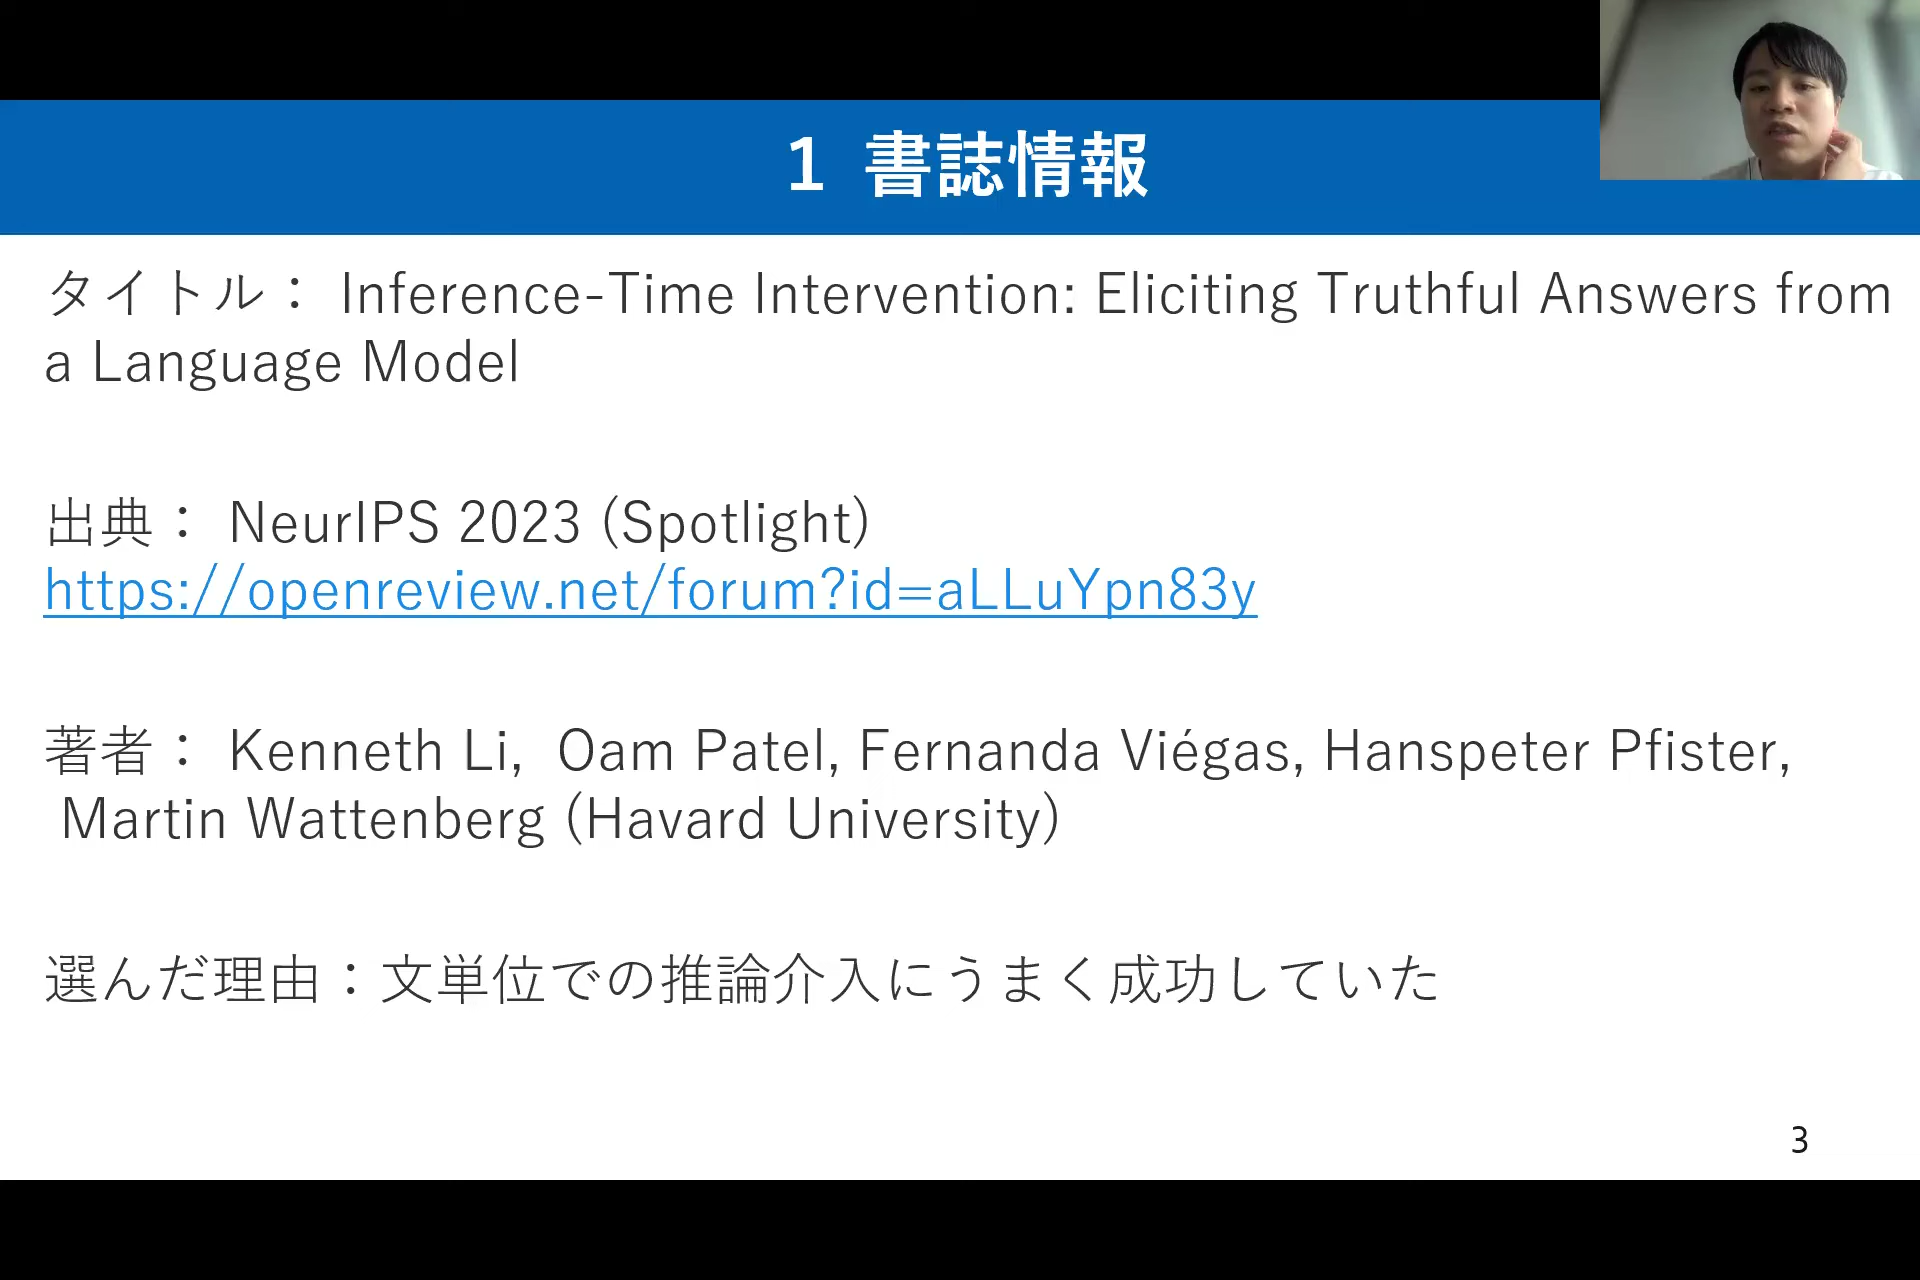 1 書誌情報
タイトル： Inference-Time Intervention: Eliciting Truthful Answers from
a Language Model
出典： NeurIPS 2023 (Spotlight)
https://openreview.net/forum?id=aLLuYpn83y
著者： Kenneth Li, Oam Patel, Fernanda Viégas, Hanspeter Pfister,
Martin Wattenberg (Havard University)
選んだ理由：文単位での推論介入にうまく成功していた
3